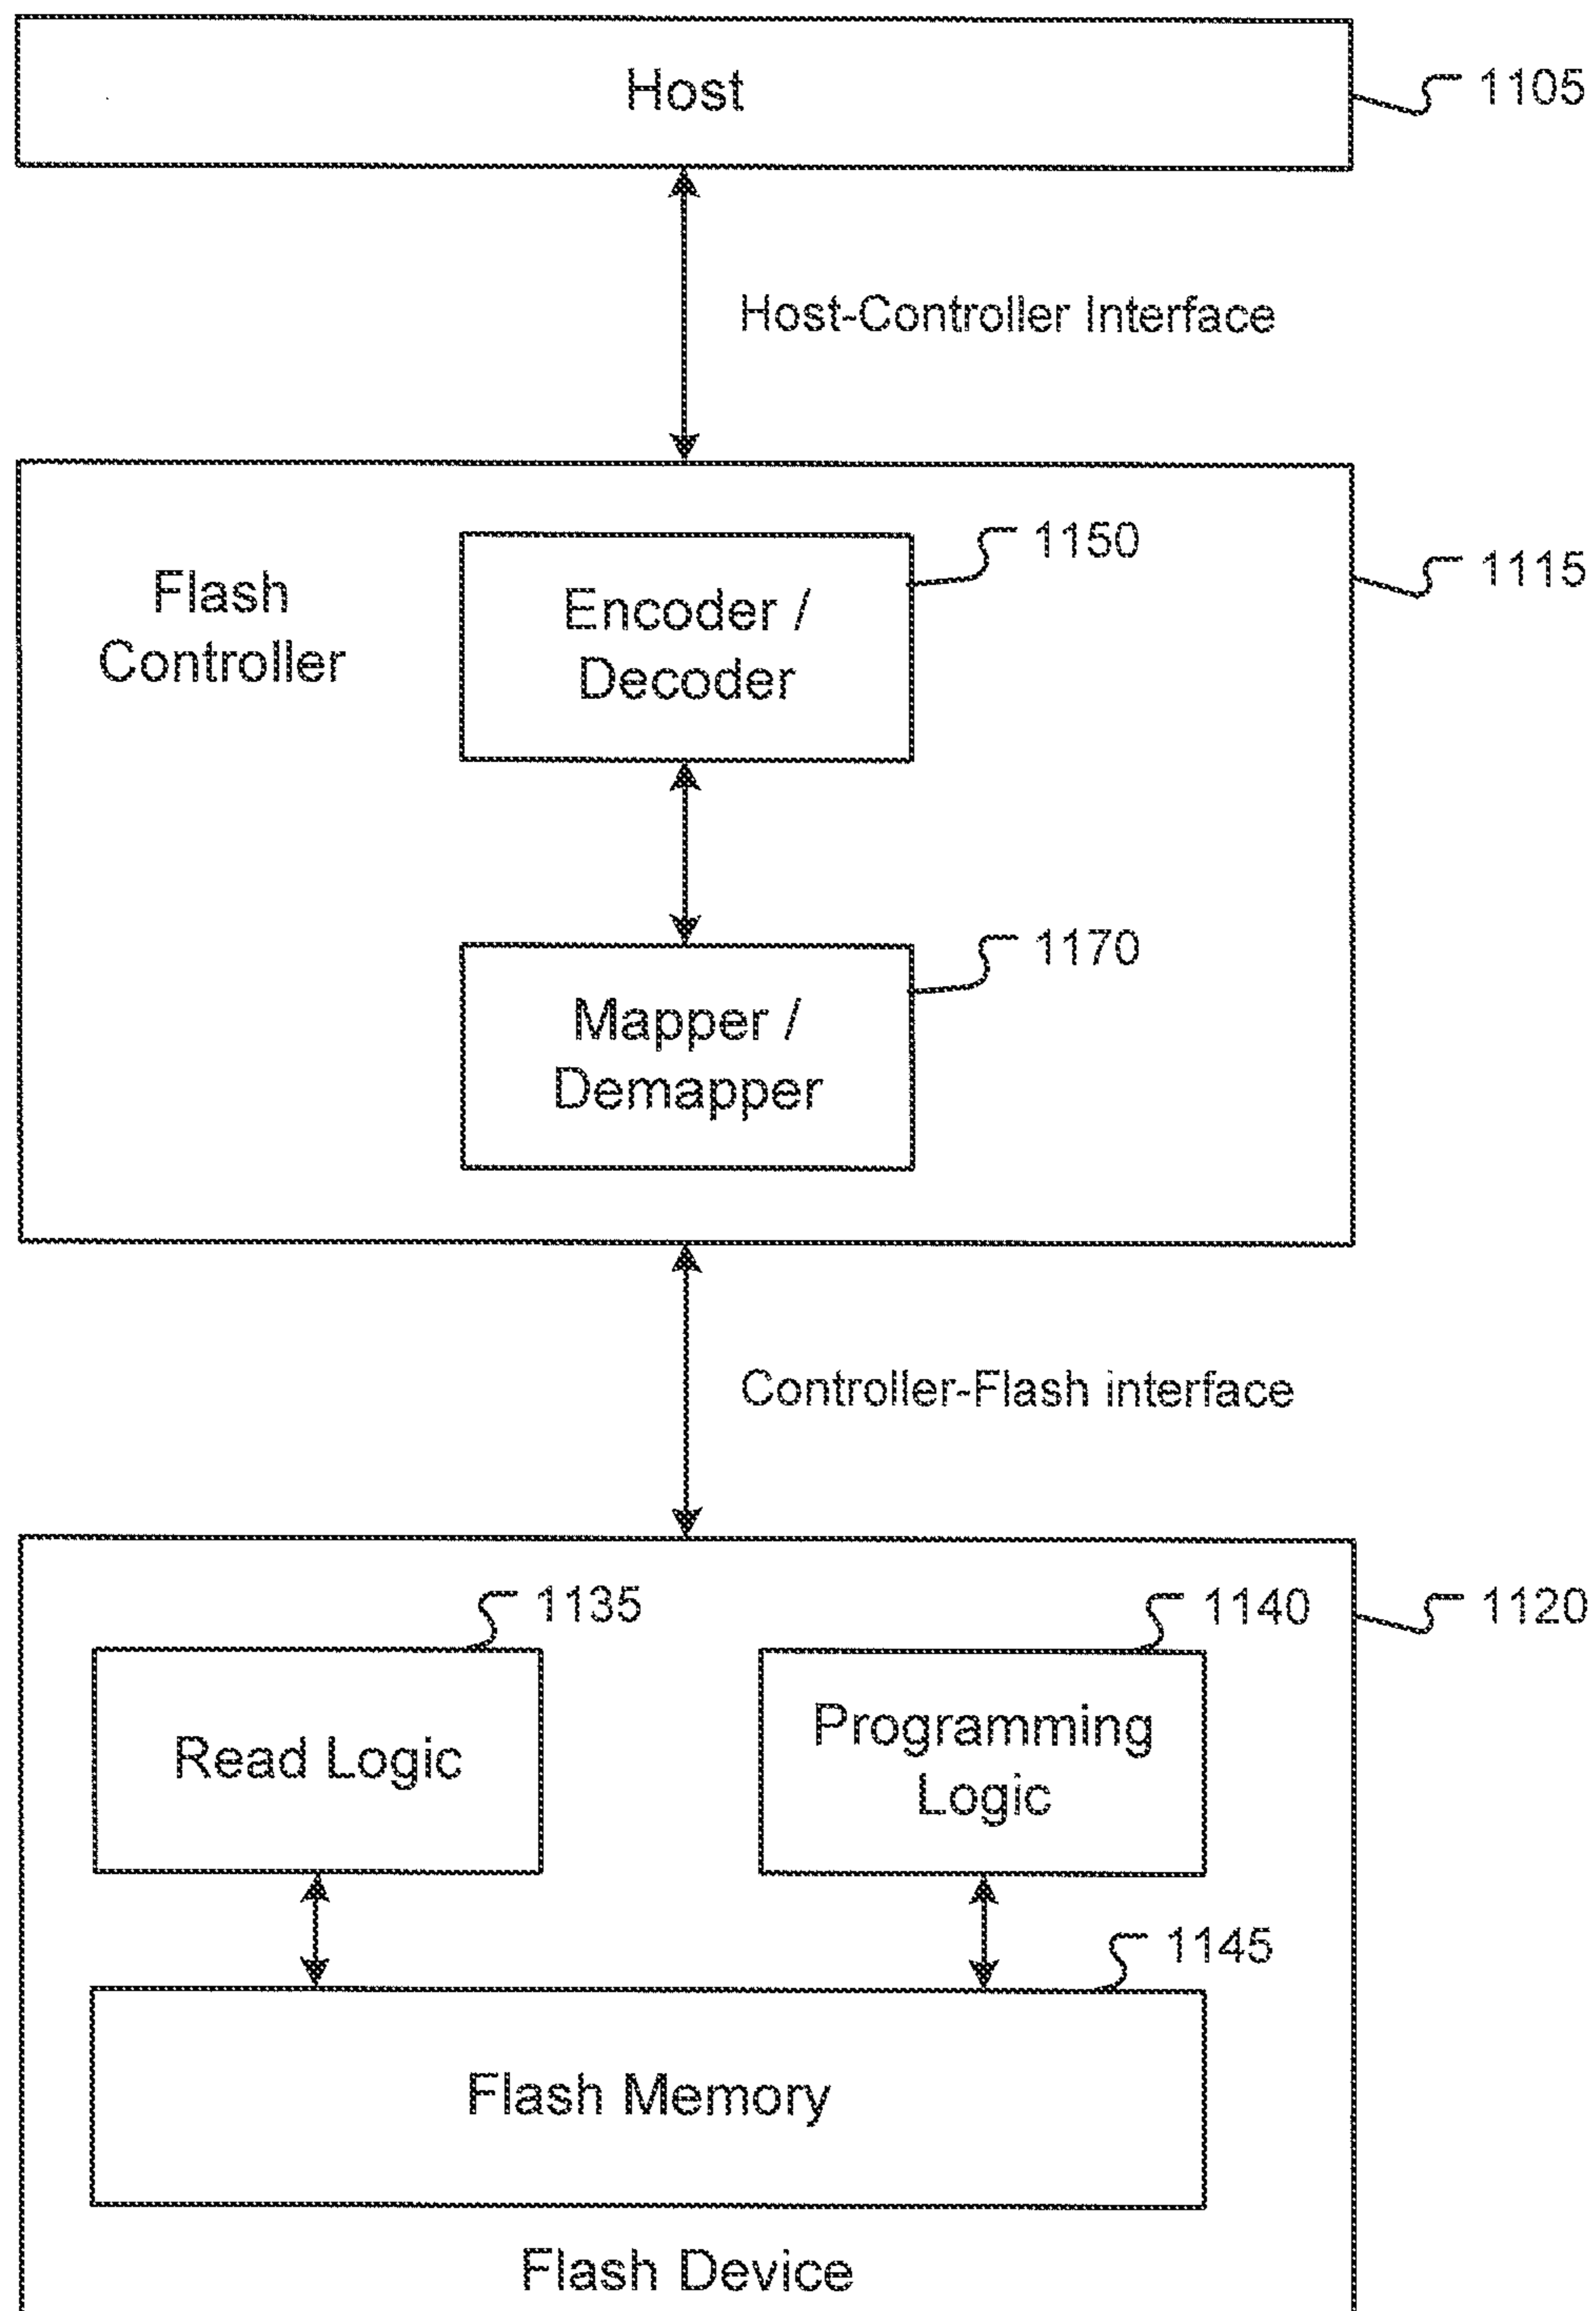 Host
1105
Host-Controller Interface
1150
1115
Flash
Controller
Encoder /
Decoder
1170
Mapper /
Demapper
Controller-Flash interface
1135
1140
1120
Read Logic
Programming
Logic
1145
Flash Memory
Flash Device